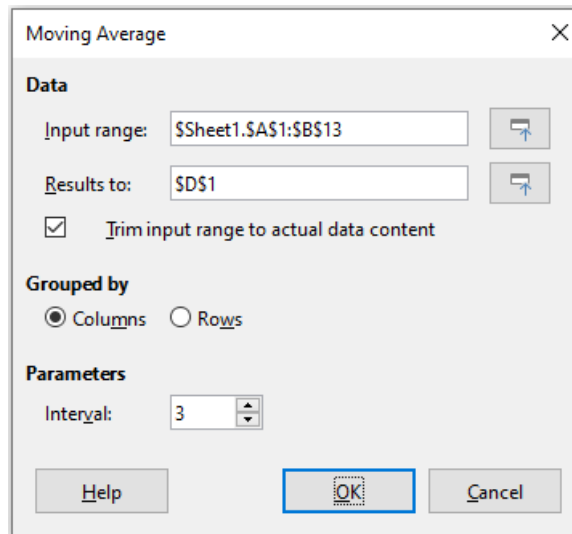 Moving Average
Data
Input range: $Sheet1.$A$1:$B$13
Results to: $D$1
Trim input range to actual data content
Grouped by
Columns Rows
Parameters
Interval: 3
Help OK Cancel